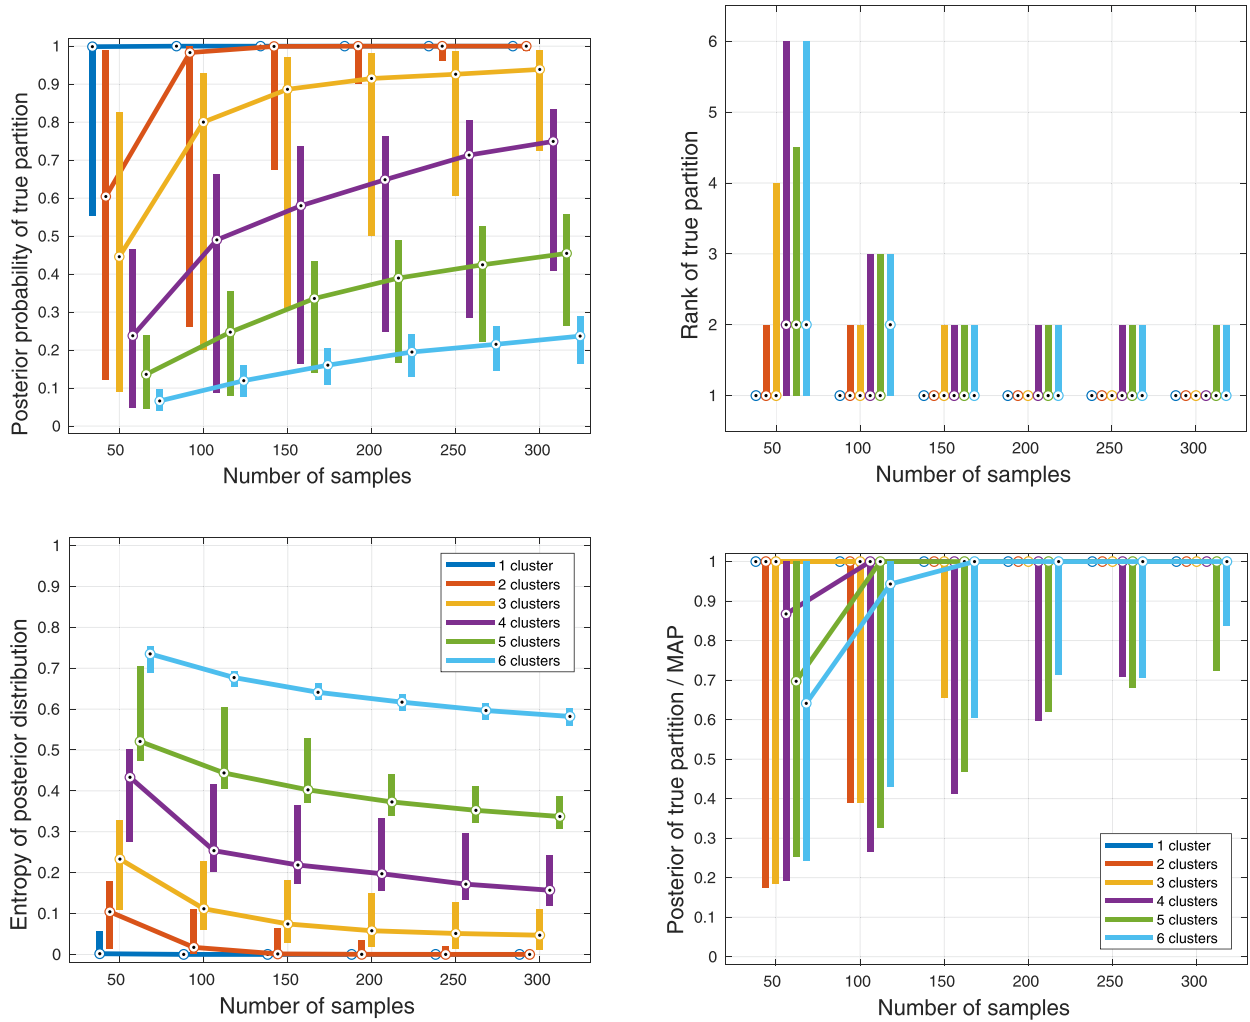 Posterior probability of true partition
1
0.9
0.8
0.7
0.6
0.5
0.4
0.3
0.2
0.1
0
50 100 150 200 250 300
Number of samples
Rank of true partition
6
5
4
3
2
1
50 100 150 200 250 300
Number of samples
Entropy of posterior distribution
1
0.9
0.8
0.7
0.6
0.5
0.4
0.3
0.2
0.1
0
1 cluster
2 clusters
3 clusters
4 clusters
5 clusters
6 clusters
50 100 150 200 250 300
Number of samples
Posterior of true partition / MAP
1
0.9
0.8
0.7
0.6
0.5
0.4
0.3
0.2
0.1
0
1 cluster
2 clusters
3 clusters
4 clusters
5 clusters
6 clusters
50 100 150 200 250 300
Number of samples